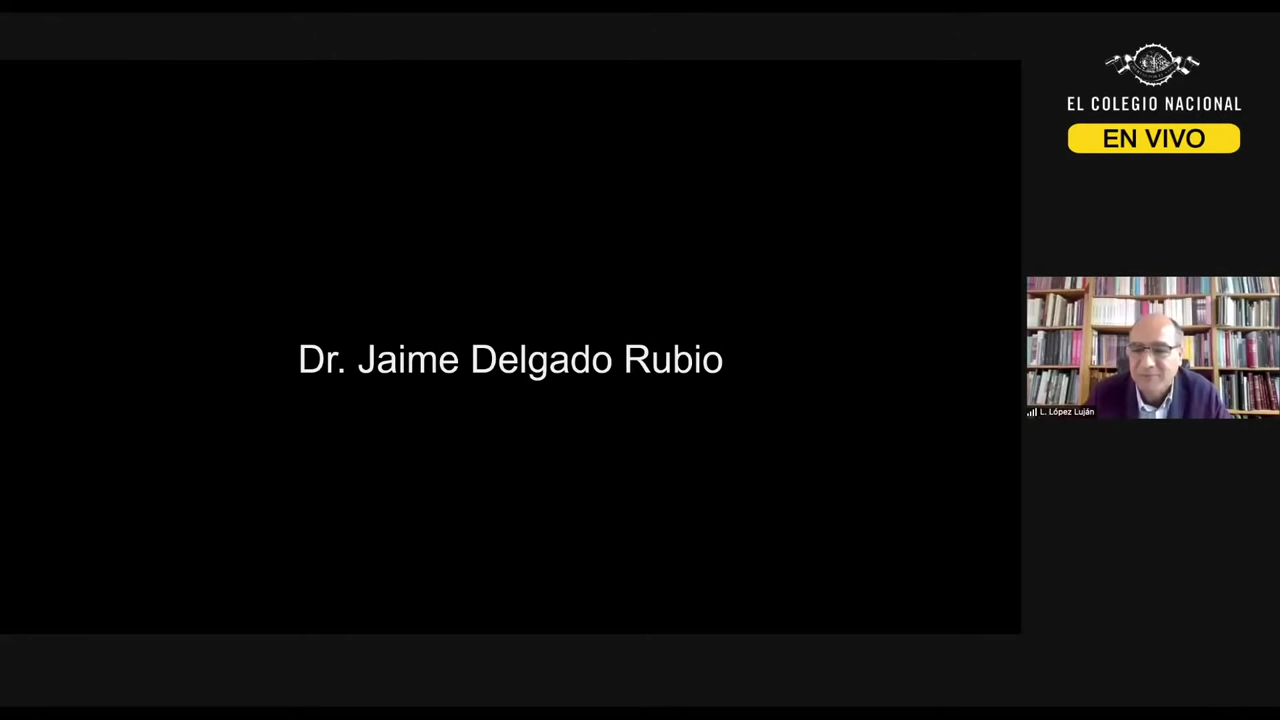 EL COLEGIO NACIONAL
EN VIVO
Dr. Jaime Delgado Rubio
L. López Luján